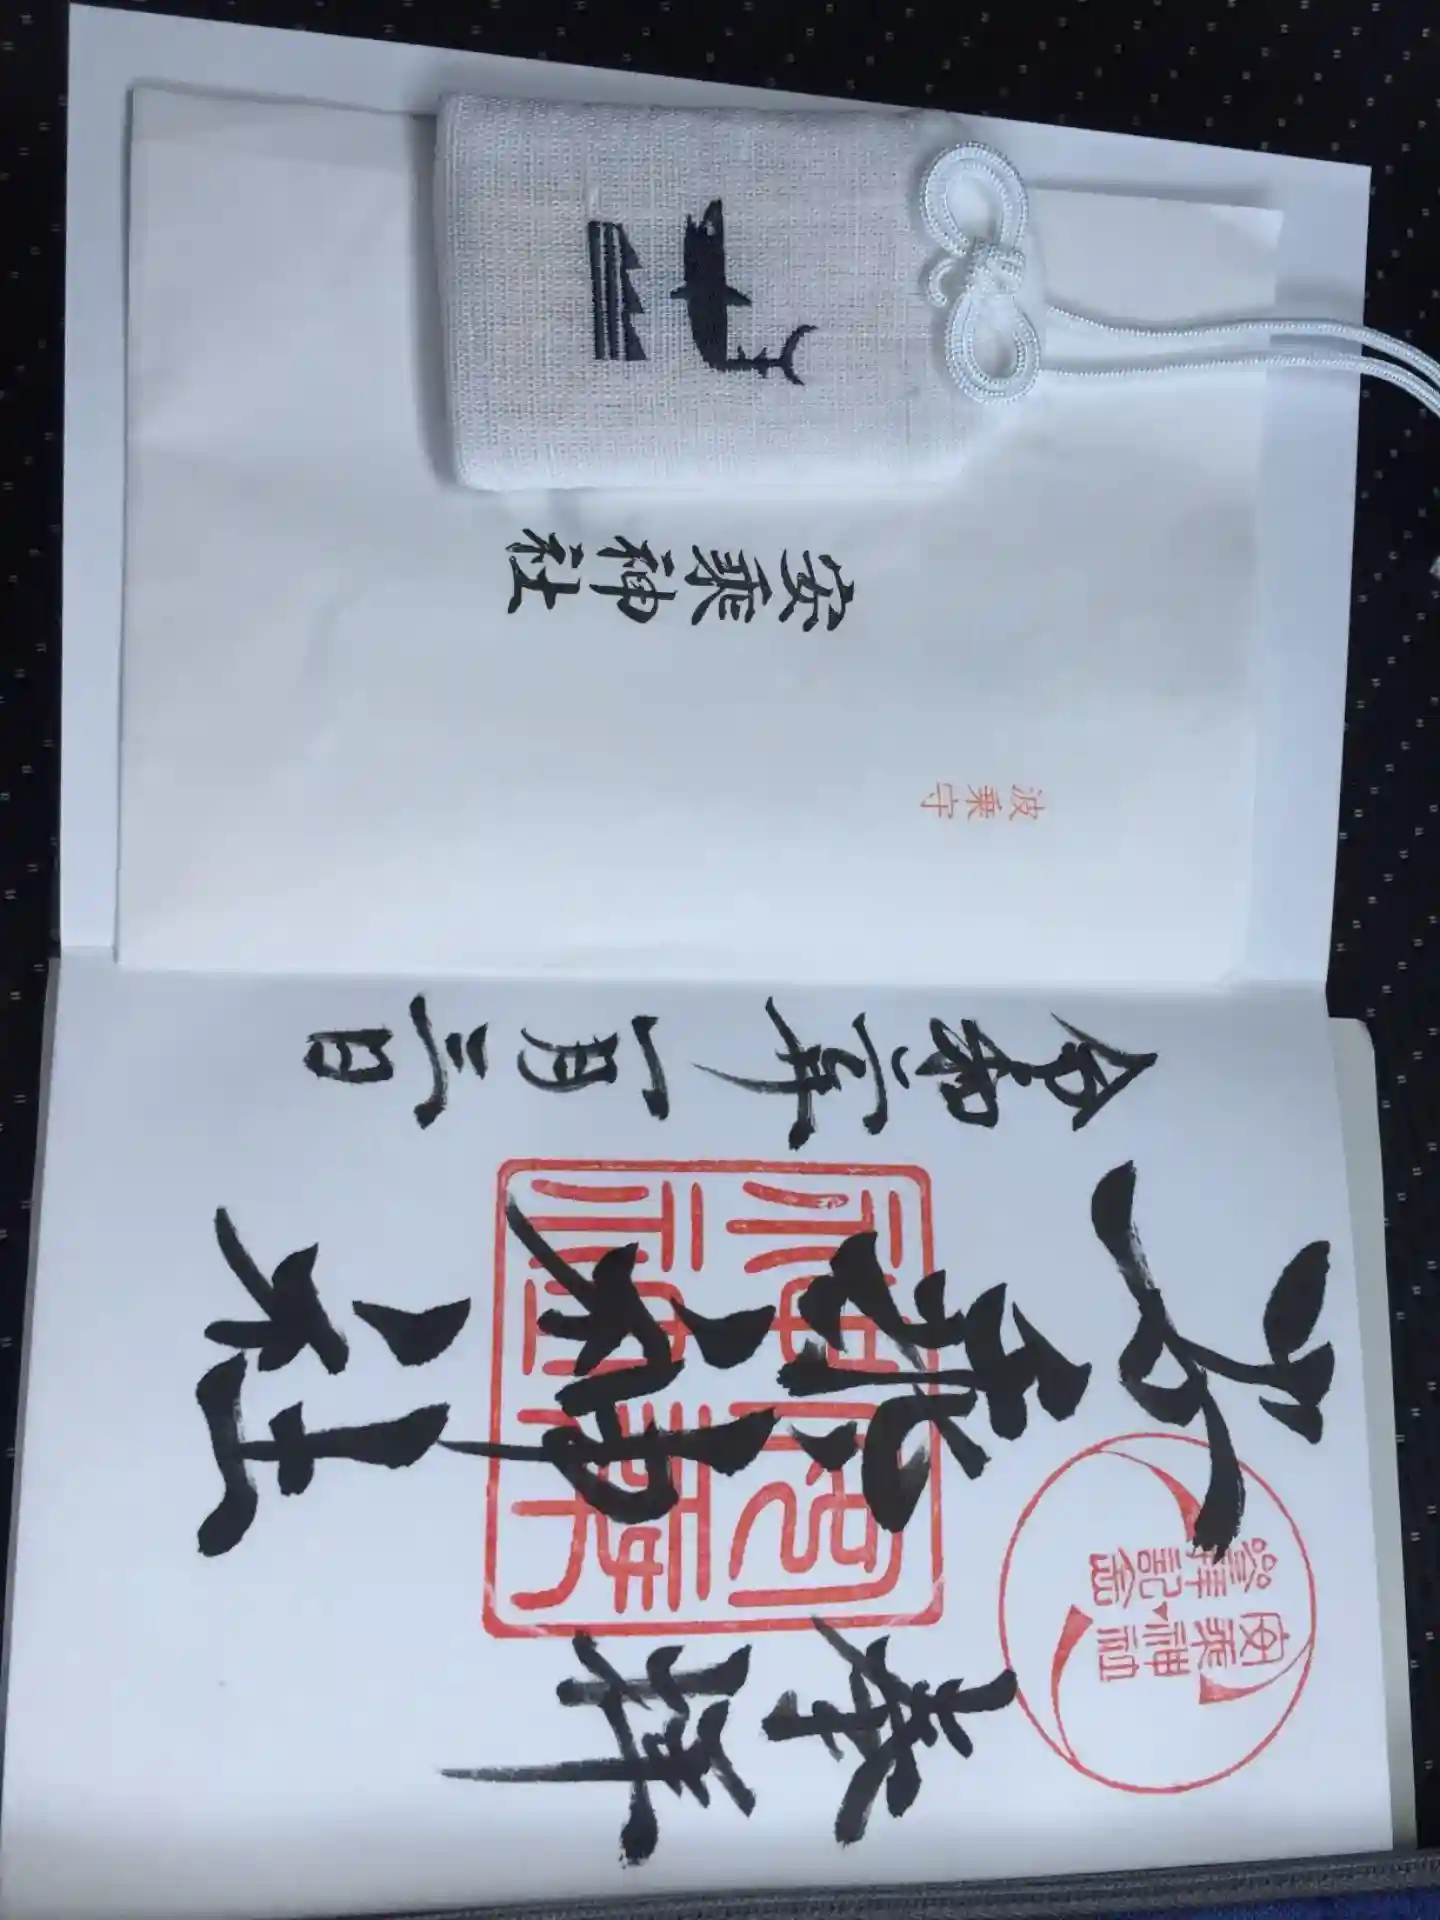 奉拝
安乗神社
參拝記念
安乗神社
安乗
神社
令和二年一月三日
波乗守
安乗神社